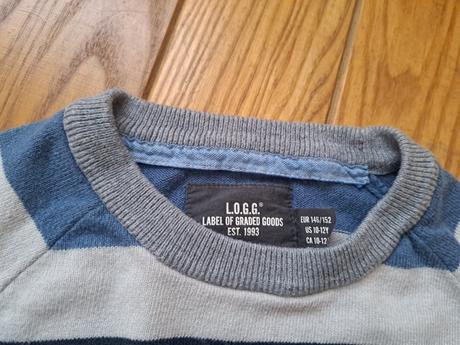 L.O.G.G.®
LABEL OF GRADED GOODS
EST. 1993
EUR 146/152
US 10-12Y
CA 10-12